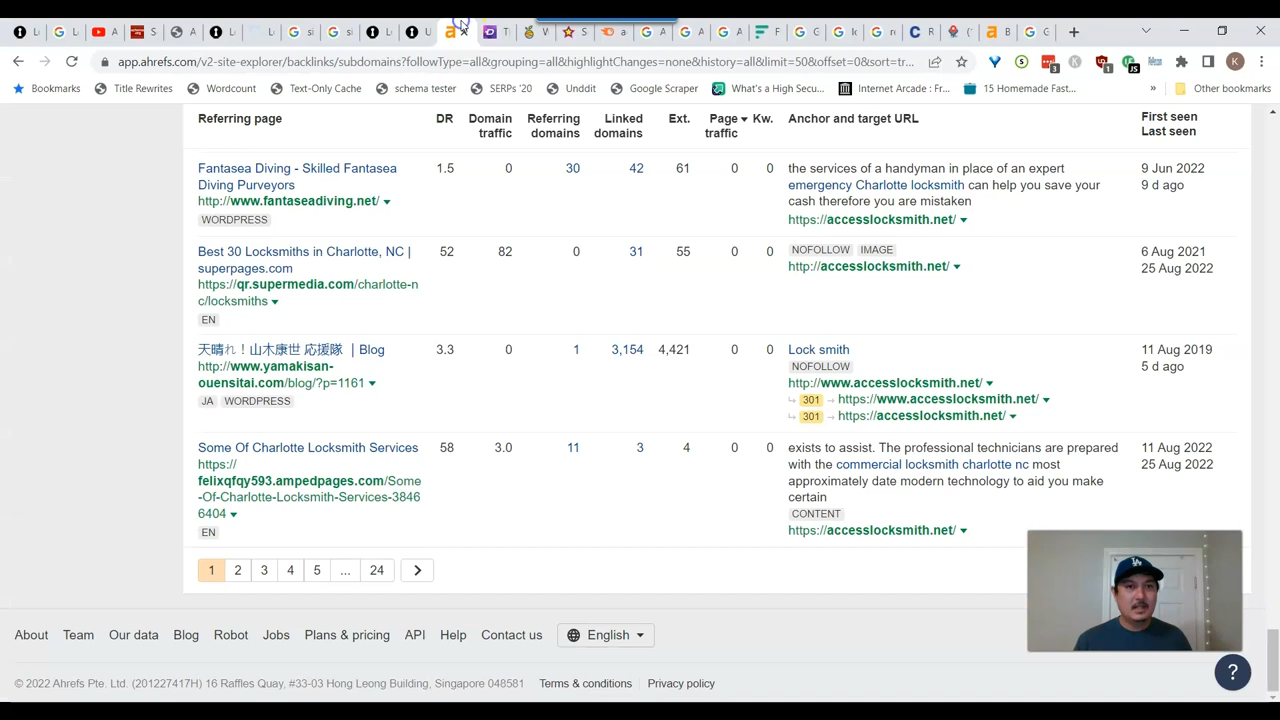 app.ahrefs.com/v2-site-explorer/backlinks/subdomains?followType=all&grouping=all&highlightChanges=none&history=all&limit=50&offset=0&sort=tr...
K
Bookmarks
Title Rewrites
Wordcount
Text-Only Cache
schema tester
SERPs '20
Unddit
Google Scraper
What's a High Secu...
Internet Arcade : Fr...
15 Homemade Fast...
»
Other bookmarks
Referring page
DR
Domain traffic
Referring domains
Linked domains
Ext.
Page traffic
Kw.
Anchor and target URL
First seen
Last seen
Fantasea Diving - Skilled Fantasea
Diving Purveyors
http://www.fantaseadiving.net/
WORDPRESS
1.5
0
30
42
61
0
0
the services of a handyman in place of an expert
emergency Charlotte locksmith can help you save your
cash therefore you are mistaken
https://accesslocksmith.net/
9 Jun 2022
9 d ago
Best 30 Locksmiths in Charlotte, NC |
superpages.com
https://qr.supermedia.com/charlotte-n
c/locksmiths
EN
52
82
0
31
55
0
0
NOFOLLOW IMAGE
http://accesslocksmith.net/
6 Aug 2021
25 Aug 2022
天晴れ！山木康世 応援隊 ｜Blog
http://www.yamakisan-
ouensitai.com/blog/?p=1161
JA WORDPRESS
3.3
0
1
3,154
4,421
0
0
Lock smith
NOFOLLOW
http://www.accesslocksmith.net/
301 → https://www.accesslocksmith.net/
301 → https://accesslocksmith.net/
11 Aug 2019
5 d ago
Some Of Charlotte Locksmith Services
https://
felixqfqy593.ampedpages.com/Some
-Of-Charlotte-Locksmith-Services-3846
6404
EN
58
3.0
11
3
4
0
0
exists to assist. The professional technicians are prepared
with the commercial locksmith charlotte nc most
approximately date modern technology to aid you make
certain
CONTENT
https://accesslocksmith.net/
11 Aug 2022
25 Aug 2022
1 2 3 4 5 ... 24 >
About Team Our data Blog Robot Jobs Plans & pricing API Help Contact us English
© 2022 Ahrefs Pte. Ltd. (201227417H) 16 Raffles Quay, #33-03 Hong Leong Building, Singapore 048581 Terms & conditions Privacy policy
?